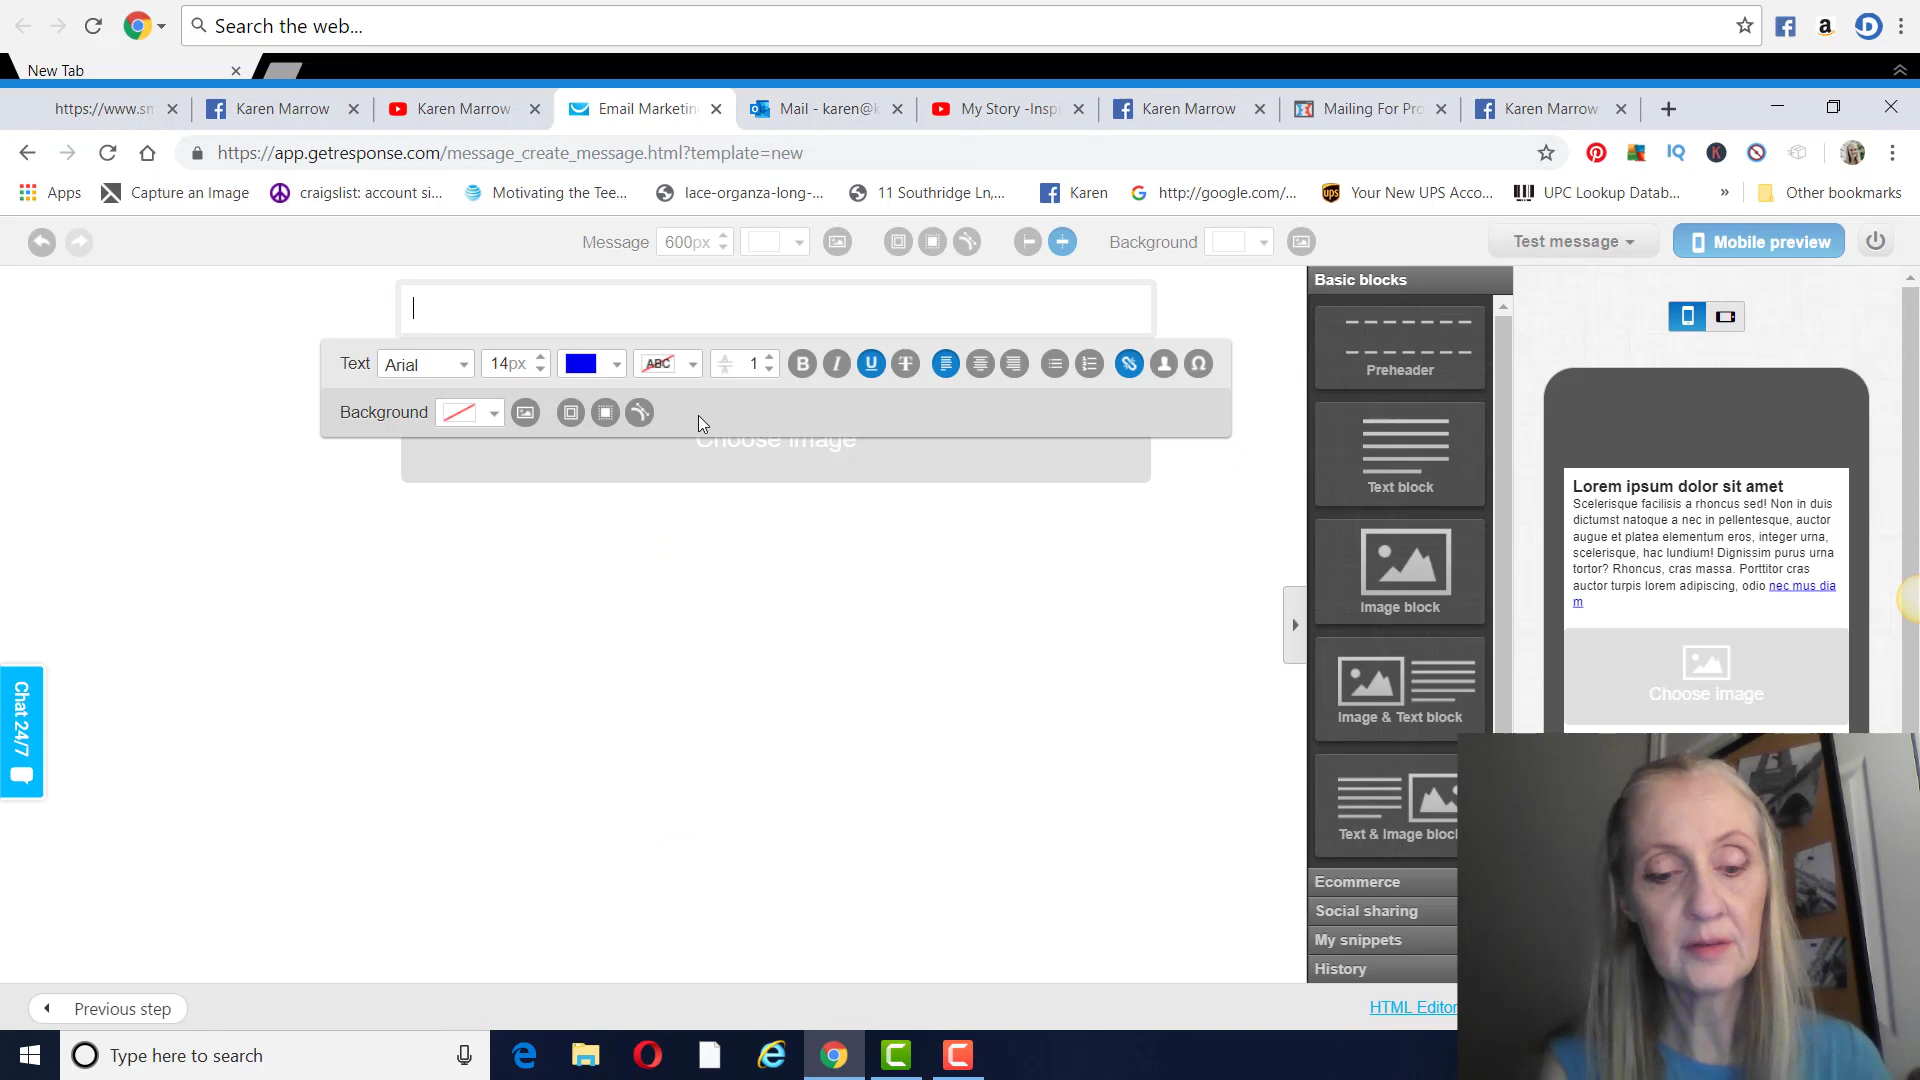 Search the web...
New Tab
https://www.sm
Karen Marrow
Karen Marrow
Email Marketin
Mail - karen@k
My Story -Inspi
Karen Marrow
Mailing For Pro
Karen Marrow
https://app.getresponse.com/message_create_message.html?template=new
Apps
Capture an Image
craigslist: account si...
Motivating the Tee...
lace-organza-long-...
11 Southridge Ln,...
Karen
http://google.com/...
Your New UPS Acco...
UPC Lookup Datab...
»
Other bookmarks
Message
600px
Background
Test message
Mobile preview
Basic blocks
Preheader
Text Arial 14px ABC 1 B I U T Ω
Background
Choose image
Text block
Image block
Image & Text block
Text & Image block
Ecommerce
Social sharing
My snippets
History
Lorem ipsum dolor sit amet
Scelerisque facilisis a rhoncus sed! Non in duis
dictumst natoque a nec in pellentesque, auctor
augue et platea elementum eros, integer urna,
scelerisque, hac lundium! Dignissim purus urna
tortor? Rhoncus, cras massa. Porttitor cras
auctor turpis lorem adipiscing, odio nec mus dia
m
Choose image
Chat 24/7
Previous step
HTML Editor
Type here to search